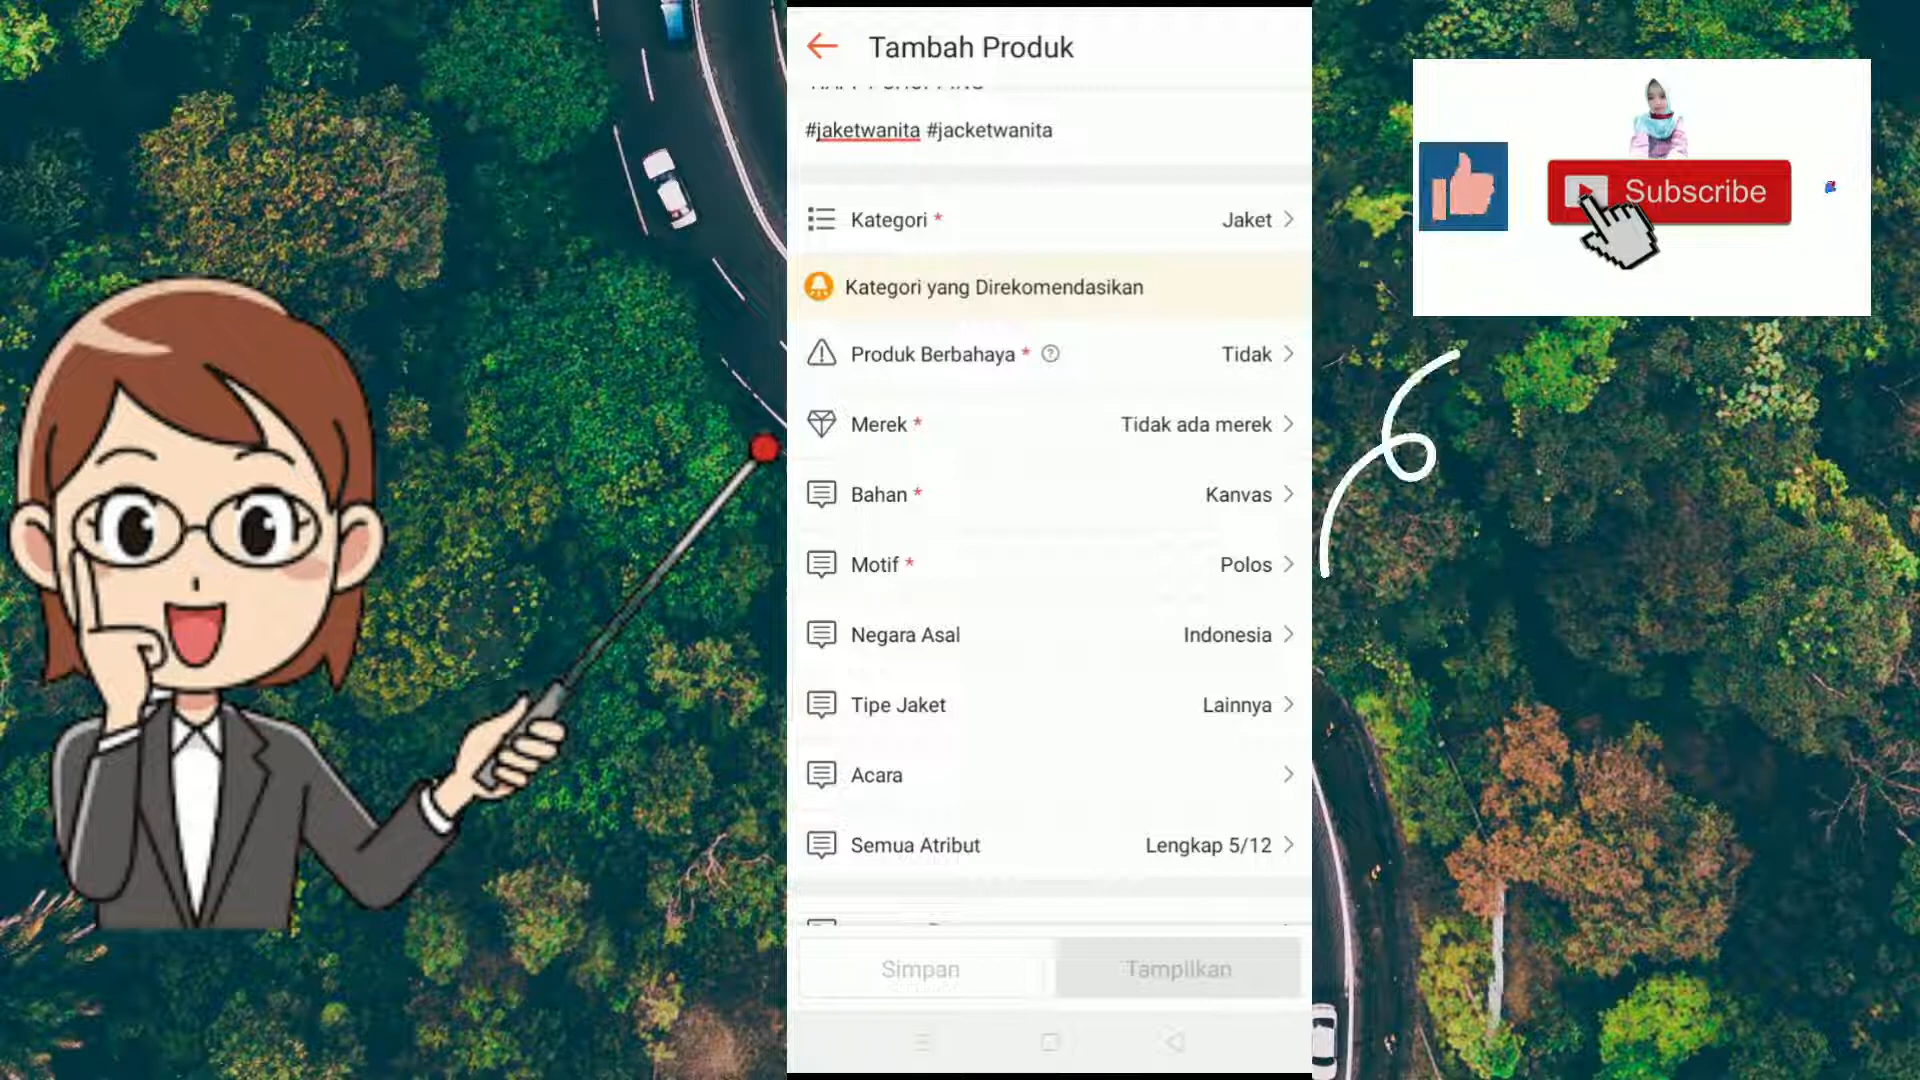 Tambah Produk
#jaketwanita #jacketwanita
Kategori * Jaket
Kategori yang Direkomendasikan
Produk Berbahaya * Tidak
Merek * Tidak ada merek
Bahan * Kanvas
Motif * Polos
Negara Asal Indonesia
Tipe Jaket Lainnya
Acara
Semua Atribut Lengkap 5/12
Simpan Tampilkan
Subscribe